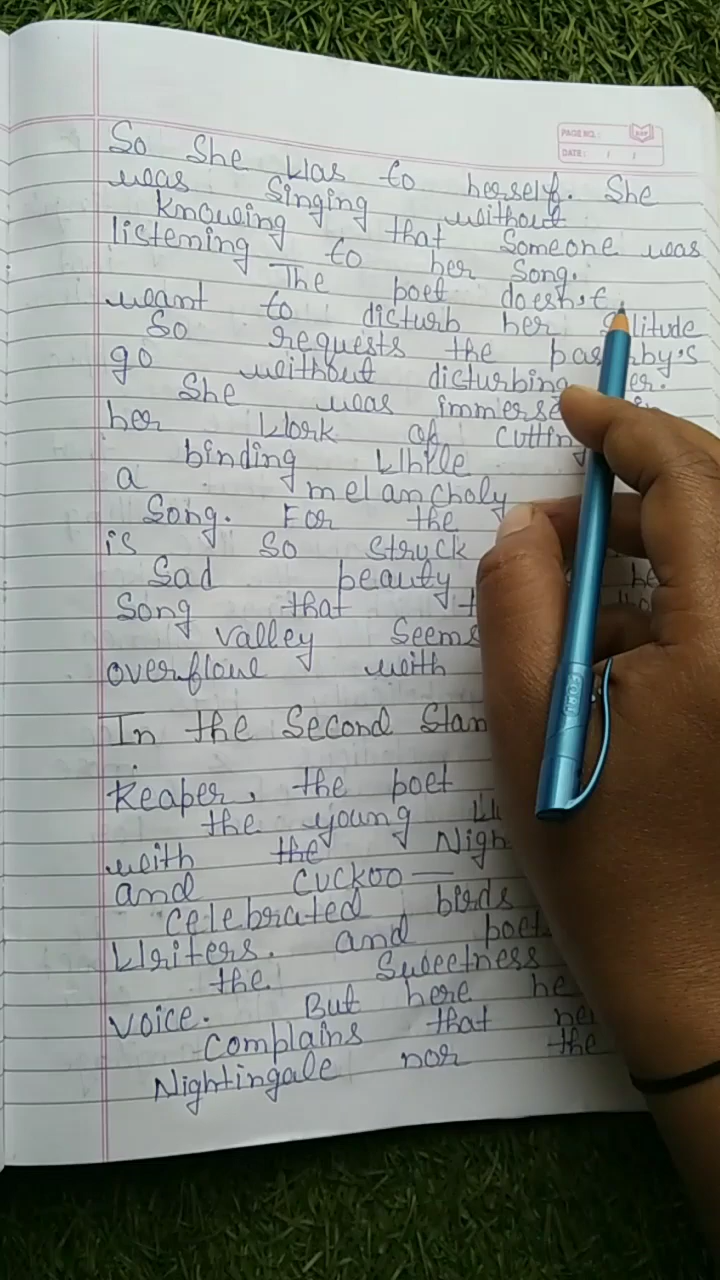 PAGE NO.:
DATE: / /
So She was to herself. She
was Singing without
knowing that Someone was
listening to her Song.
The poet doesn't
want to disturb her
So requests the
go without disturbing
She was
her work of
binding while
a melancholy
Song. For the
is So Struck
Sad beauty
Song that
valley Seems
overflow with
In the Second
Reaper, the poet
the young
with the
and Cuckoo—
celebrated birds
writers. and
the Sweetness
voice. But here he
Complains that
Nightingale nor the